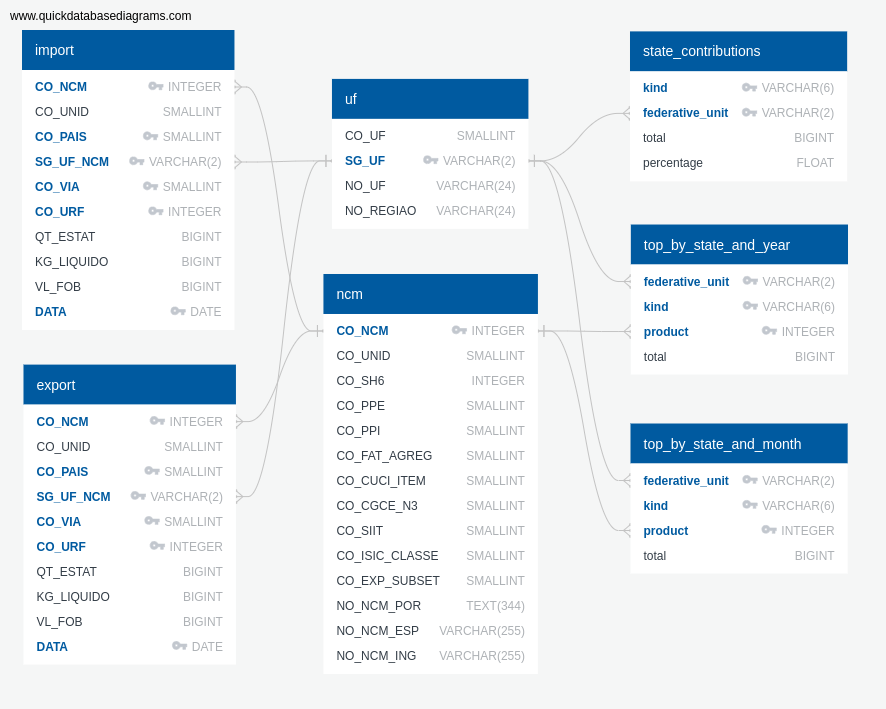 www.quickdatabasediagrams.com
import
CO_NCM INTEGER
CO_UNID SMALLINT
CO_PAIS SMALLINT
SG_UF_NCM VARCHAR(2)
CO_VIA SMALLINT
CO_URF INTEGER
QT_ESTAT BIGINT
KG_LIQUIDO BIGINT
VL_FOB BIGINT
DATA DATE
export
CO_NCM INTEGER
CO_UNID SMALLINT
CO_PAIS SMALLINT
SG_UF_NCM VARCHAR(2)
CO_VIA SMALLINT
CO_URF INTEGER
QT_ESTAT BIGINT
KG_LIQUIDO BIGINT
VL_FOB BIGINT
DATA DATE
uf
CO_UF SMALLINT
SG_UF VARCHAR(2)
NO_UF VARCHAR(24)
NO_REGIAO VARCHAR(24)
ncm
CO_NCM INTEGER
CO_UNID SMALLINT
CO_SH6 INTEGER
CO_PPE SMALLINT
CO_PPI SMALLINT
CO_FAT_AGREG SMALLINT
CO_CUCI_ITEM SMALLINT
CO_CGCE_N3 SMALLINT
CO_SIIT SMALLINT
CO_ISIC_CLASSE SMALLINT
CO_EXP_SUBSET SMALLINT
NO_NCM_POR TEXT(344)
NO_NCM_ESP VARCHAR(255)
NO_NCM_ING VARCHAR(255)
state_contributions
kind VARCHAR(6)
federative_unit VARCHAR(2)
total BIGINT
percentage FLOAT
top_by_state_and_year
federative_unit VARCHAR(2)
kind VARCHAR(6)
product INTEGER
total BIGINT
top_by_state_and_month
federative_unit VARCHAR(2)
kind VARCHAR(6)
product INTEGER
total BIGINT